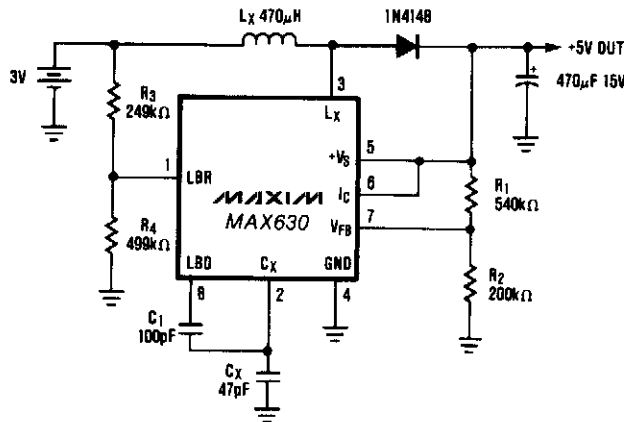 LX 470µH
1N4148
+5V OUT
3V
R3
249kΩ
3
470µF 15V
LX
5
+VS
1
LBR
6
IC
R1
540kΩ
MAXIM
MAX630
7
VFB
R4
499kΩ
LBD
CX
GND
R2
200kΩ
8
2
4
C1
100pF
CX
47pF
+